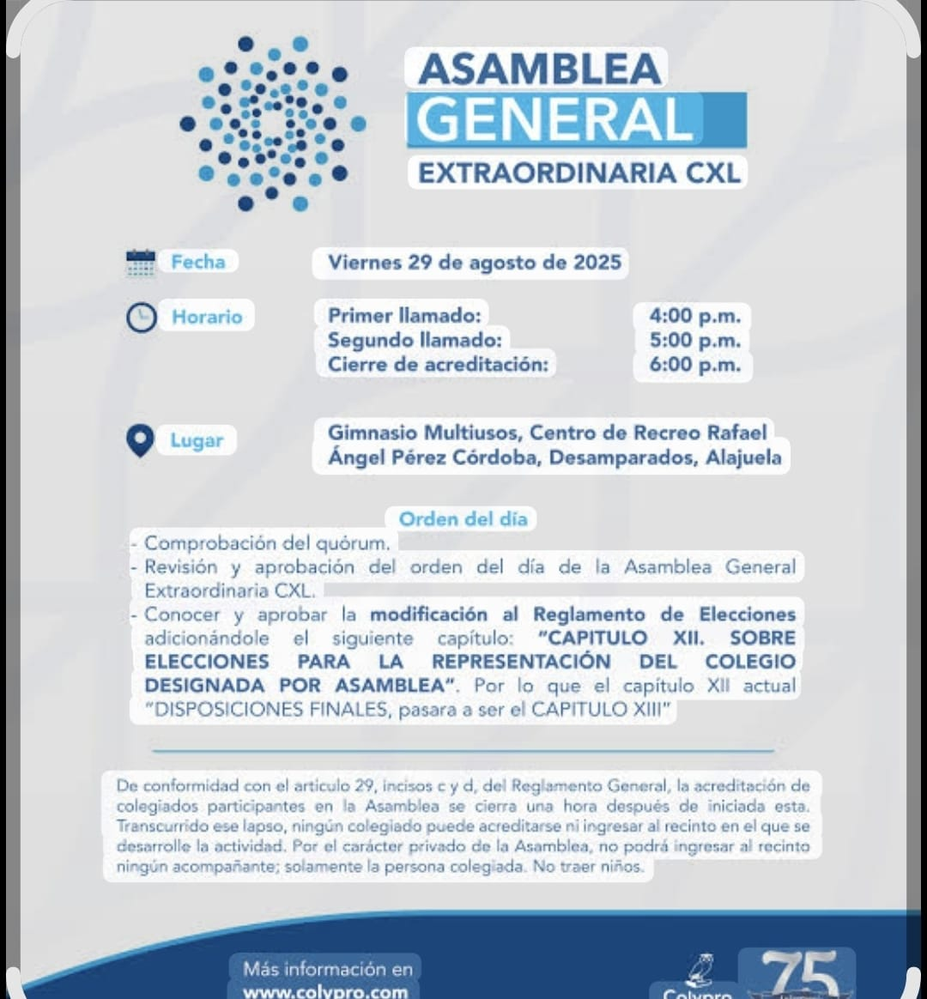 ASAMBLEA
GENERAL
EXTRAORDINARIA CXL
Fecha
Viernes 29 de agosto de 2025
Horario
Primer llamado: 4:00 p.m.
Segundo llamado: 5:00 p.m.
Cierre de acreditación: 6:00 p.m.
Lugar
Gimnasio Multiusos, Centro de Recreo Rafael
Ángel Pérez Córdoba, Desamparados, Alajuela
Orden del día
- Comprobación del quórum.
- Revisión y aprobación del orden del día de la Asamblea General
Extraordinaria CXL.
- Conocer y aprobar la modificación al Reglamento de Elecciones
adicionándole el siguiente capítulo: "CAPITULO XII. SOBRE
ELECCIONES PARA LA REPRESENTACIÓN DEL COLEGIO
DESIGNADA POR ASAMBLEA". Por lo que el capítulo XII actual
"DISPOSICIONES FINALES, pasara a ser el CAPITULO XIII"
De conformidad con el artículo 29, incisos c y d, del Reglamento General, la acreditación de
colegiados participantes en la Asamblea se cierra una hora después de iniciada esta.
Transcurrido ese lapso, ningún colegiado puede acreditarse ni ingresar al recinto en el que se
desarrolle la actividad. Por el carácter privado de la Asamblea, no podrá ingresar al recinto
ningún acompañante; solamente la persona colegiada. No traer niños.
Más información en
www.colypro.com
Colypro
75